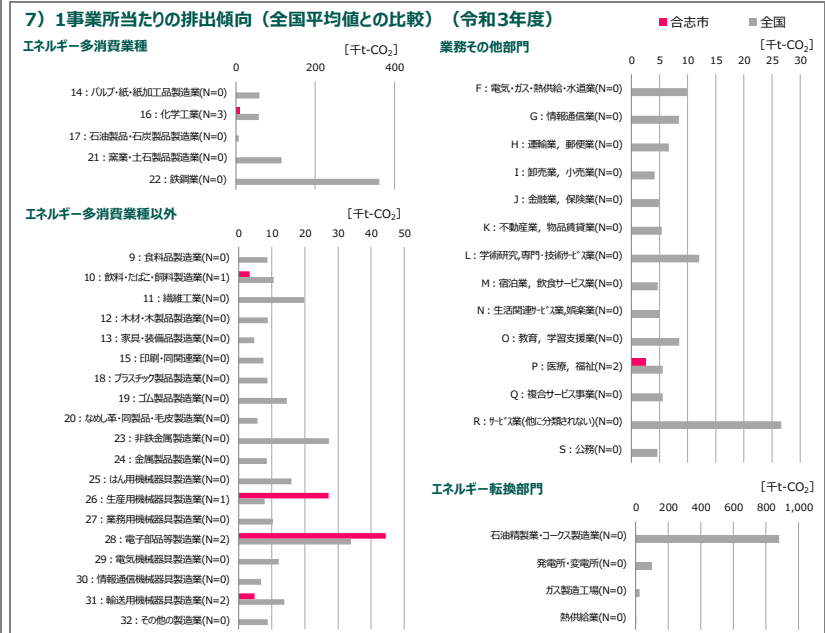 7）1事業所当たりの排出傾向（全国平均値との比較）（令和3年度）
■合志市 ■全国
エネルギー多消費業種
［千t-CO₂］
0 200 400
14：パルプ・紙・紙加工品製造業(N=0)
16：化学工業(N=3)
17：石油製品・石炭製品製造業(N=0)
21：窯業・土石製品製造業(N=0)
22：鉄鋼業(N=0)
エネルギー多消費業種以外
［千t-CO₂］
0 10 20 30 40 50
9：食料品製造業(N=0)
10：飲料・たばこ・飼料製造業(N=1)
11：繊維工業(N=0)
12：木材・木製品製造業(N=0)
13：家具・装備品製造業(N=0)
15：印刷・同関連業(N=0)
18：プラスチック製品製造業(N=0)
19：ゴム製品製造業(N=0)
20：なめし革・同製品・毛皮製造業(N=0)
23：非鉄金属製造業(N=0)
24：金属製品製造業(N=0)
25：はん用機械器具製造業(N=0)
26：生産用機械器具製造業(N=1)
27：業務用機械器具製造業(N=0)
28：電子部品等製造業(N=2)
29：電気機械器具製造業(N=0)
30：情報通信機械器具製造業(N=0)
31：輸送用機械器具製造業(N=2)
32：その他の製造業(N=0)
業務その他部門
［千t-CO₂］
0 5 10 15 20 25 30
F：電気・ガス・熱供給・水道業(N=0)
G：情報通信業(N=0)
H：運輸業，郵便業(N=0)
I：卸売業，小売業(N=0)
J：金融業，保険業(N=0)
K：不動産業，物品賃貸業(N=0)
L：学術研究,専門・技術ｻｰﾋﾞｽ業(N=0)
M：宿泊業，飲食サービス業(N=0)
N：生活関連ｻｰﾋﾞｽ業,娯楽業(N=0)
O：教育，学習支援業(N=0)
P：医療，福祉(N=2)
Q：複合サービス事業(N=0)
R：ｻｰﾋﾞｽ業(他に分類されない)(N=0)
S：公務(N=0)
エネルギー転換部門
［千t-CO₂］
0 200 400 600 800 1,000
石油精製業・コークス製造業(N=0)
発電所・変電所(N=0)
ガス製造工場(N=0)
熱供給業(N=0)